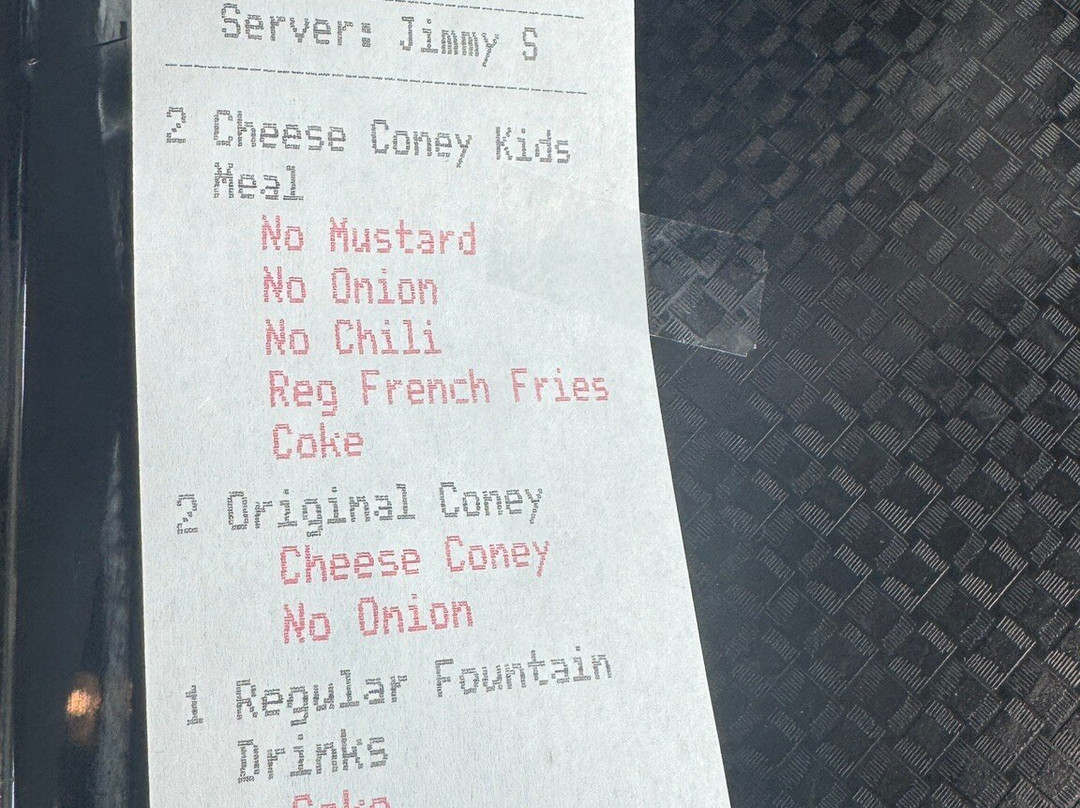 Server: Jimmy S
2 Cheese Coney Kids
Meal
No Mustard
No Onion
No Chili
Reg French Fries
Coke
2 Original Coney
Cheese Coney
No Onion
1 Regular Fountain
Drinks
Coke